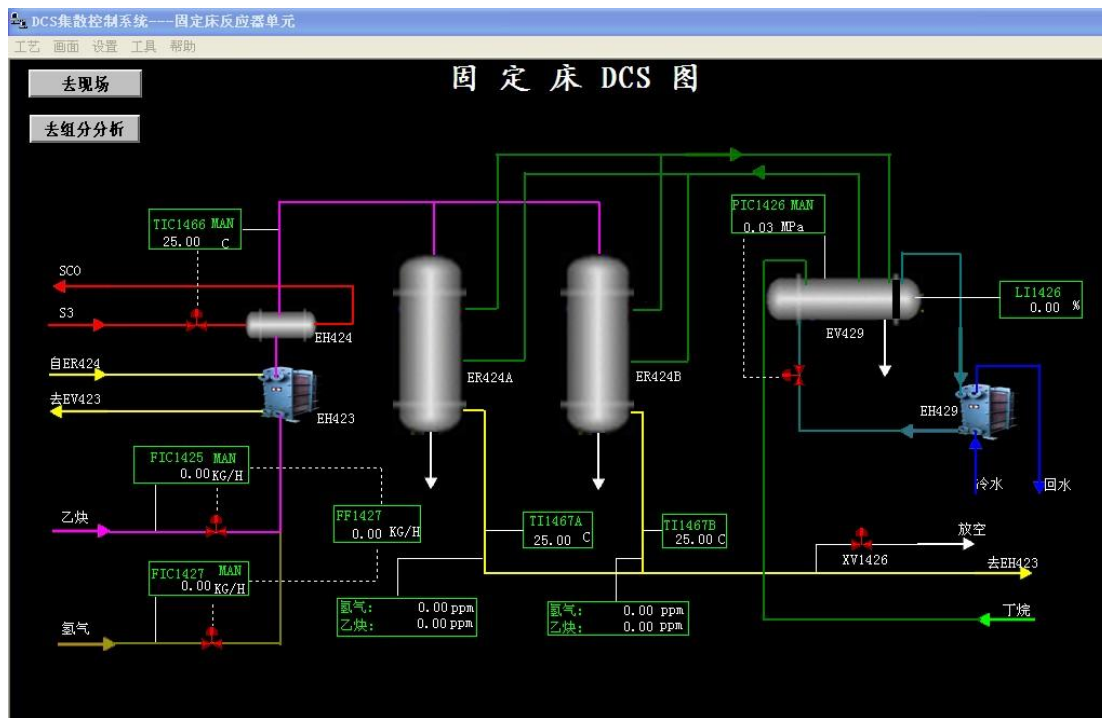 DCS集散控制系统---固定床反应器单元
工艺 画面 设置 工具 帮助
去现场
固 定 床 DCS 图
去组分分析
TIC1466 MAN
25.00 C
PIC1426 MAN
0.03 MPa
SCO
S3
EH424
LI1426
0.00 %
EV429
自ER424
去EV423
EH423
ER424A
ER424B
EH429
FIC1425 MAN
0.00 KG/H
冷水
回水
乙炔
FF1427
0.00 KG/H
TI1467A
25.00 C
TI1467B
25.00 C
放空
XV1426
去EH423
FIC1427 MAN
0.00 KG/H
氢气: 0.00 ppm
乙炔: 0.00 ppm
氢气: 0.00 ppm
乙炔: 0.00 ppm
丁烷
氢气